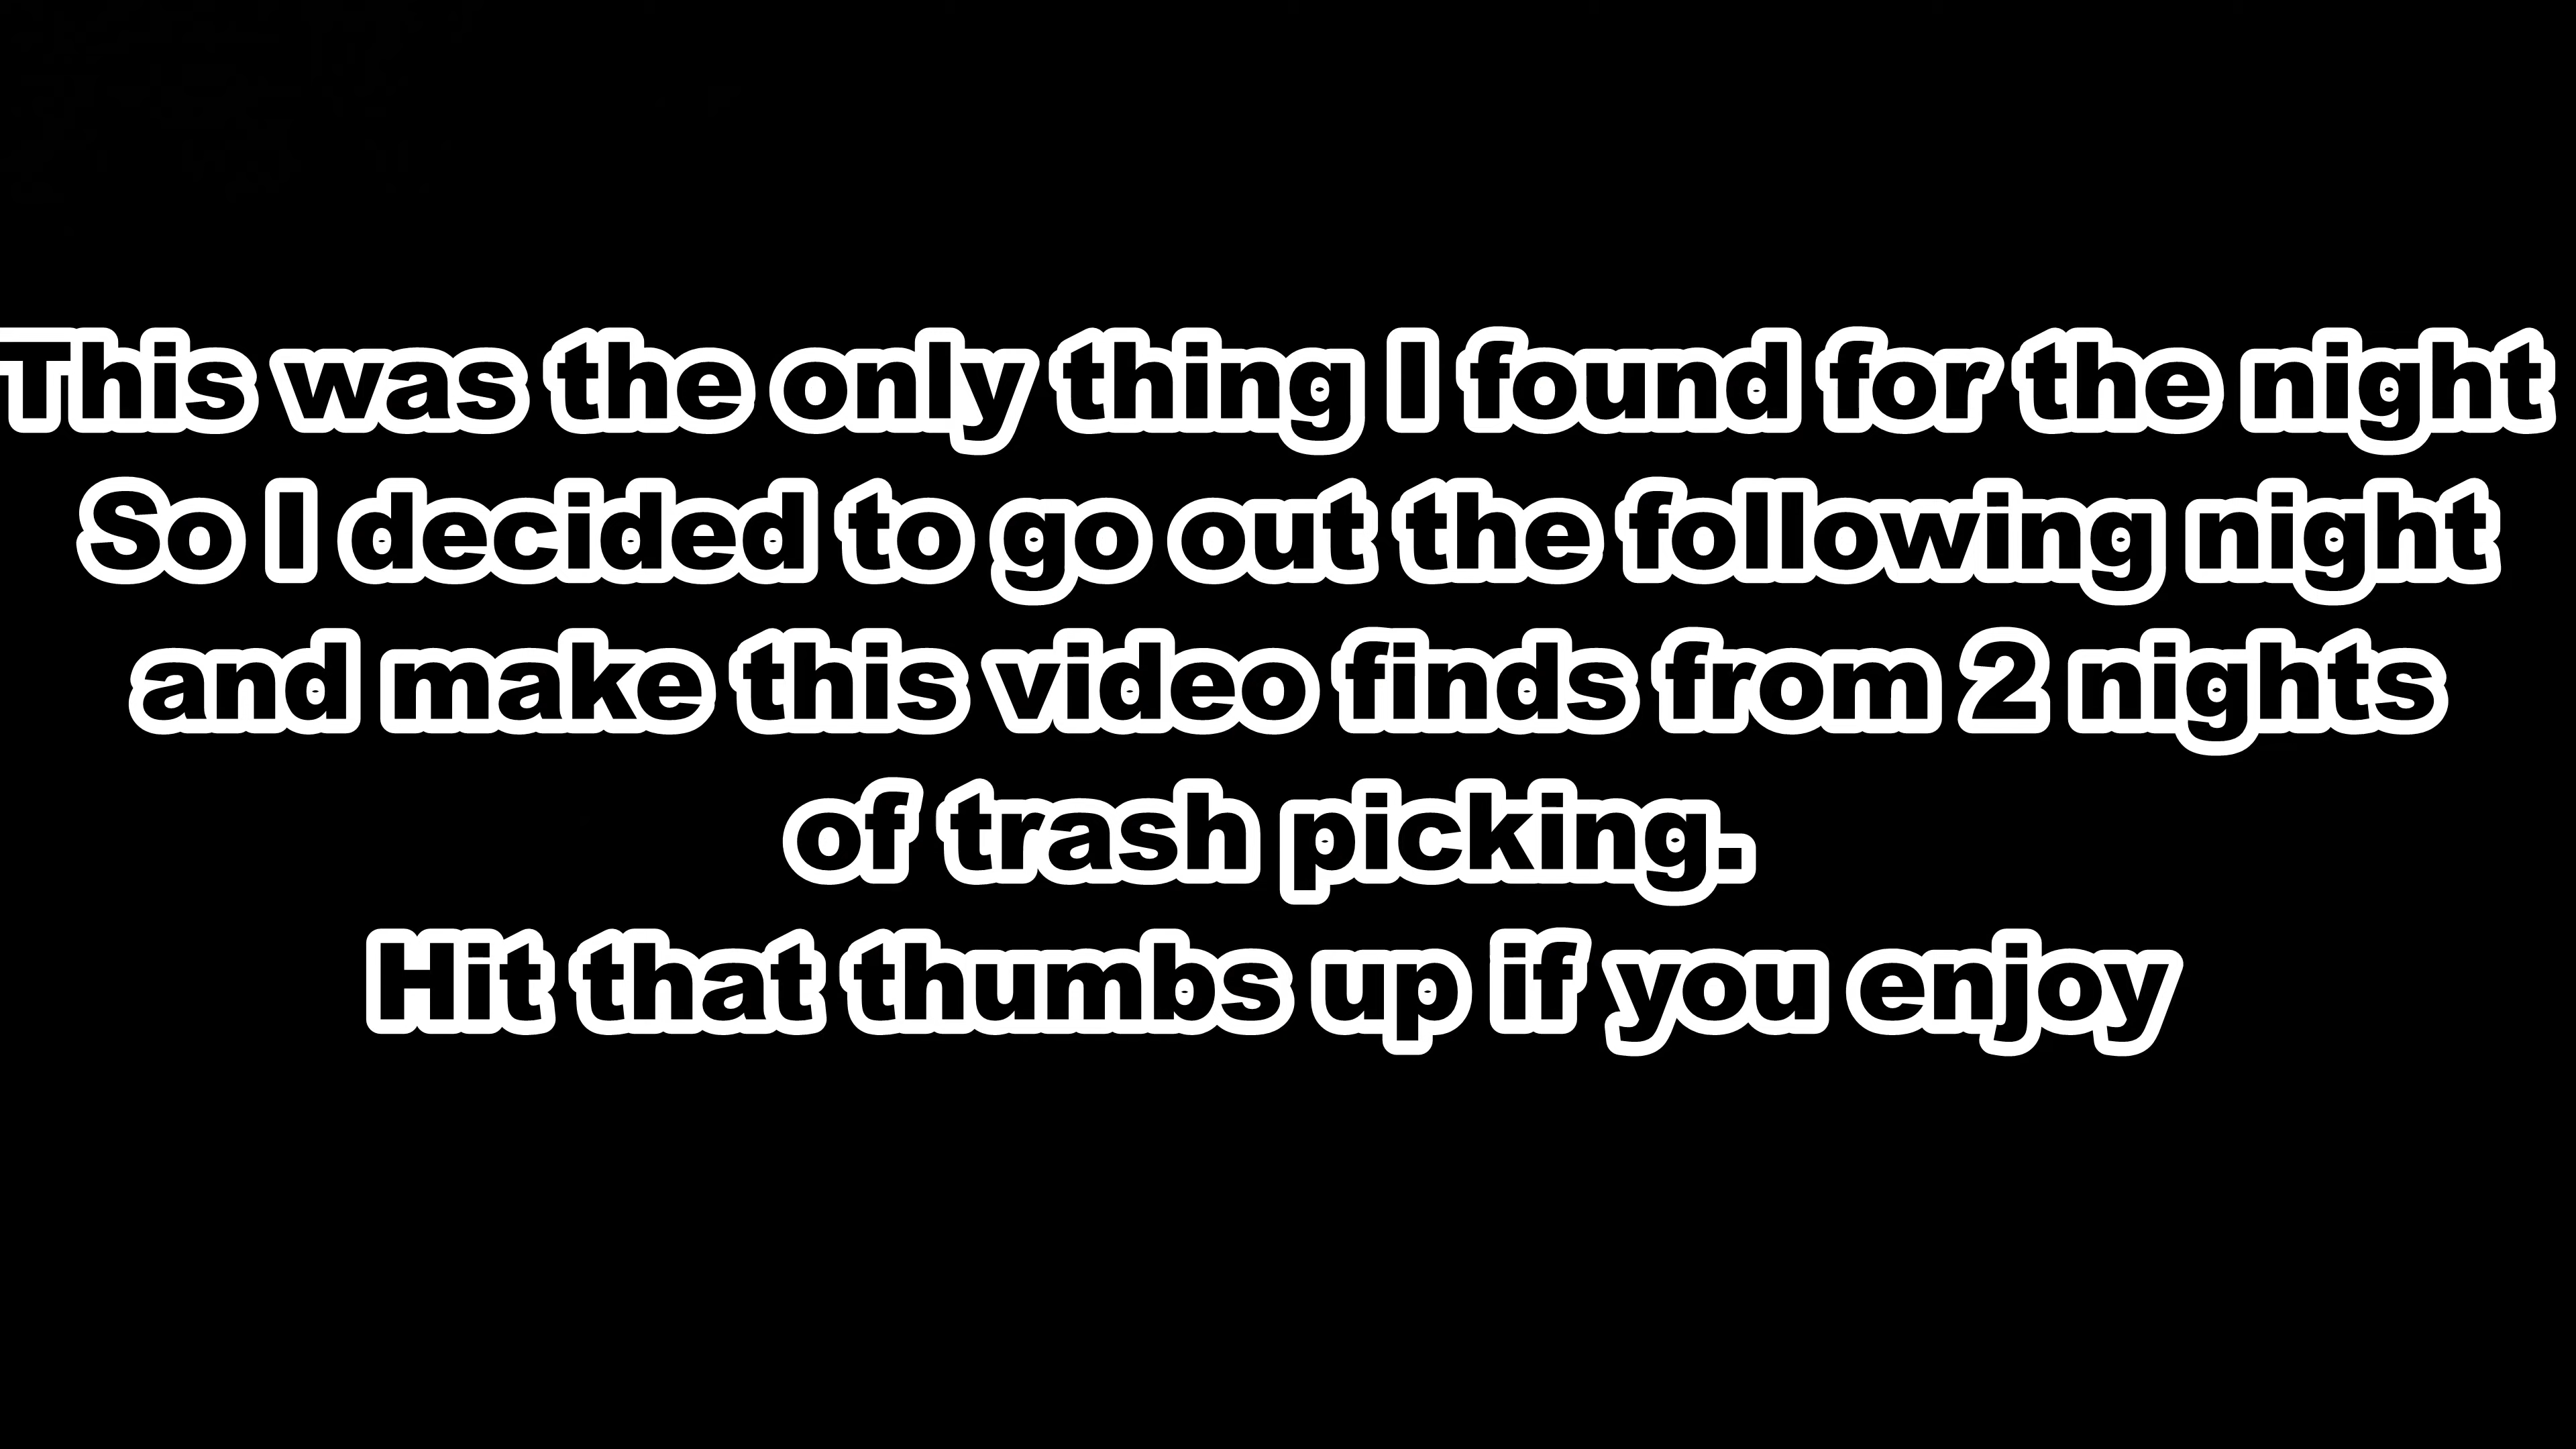 This was the only thing I found for the night
So I decided to go out the following night
and make this video finds from 2 nights
of trash picking.
Hit that thumbs up if you enjoy